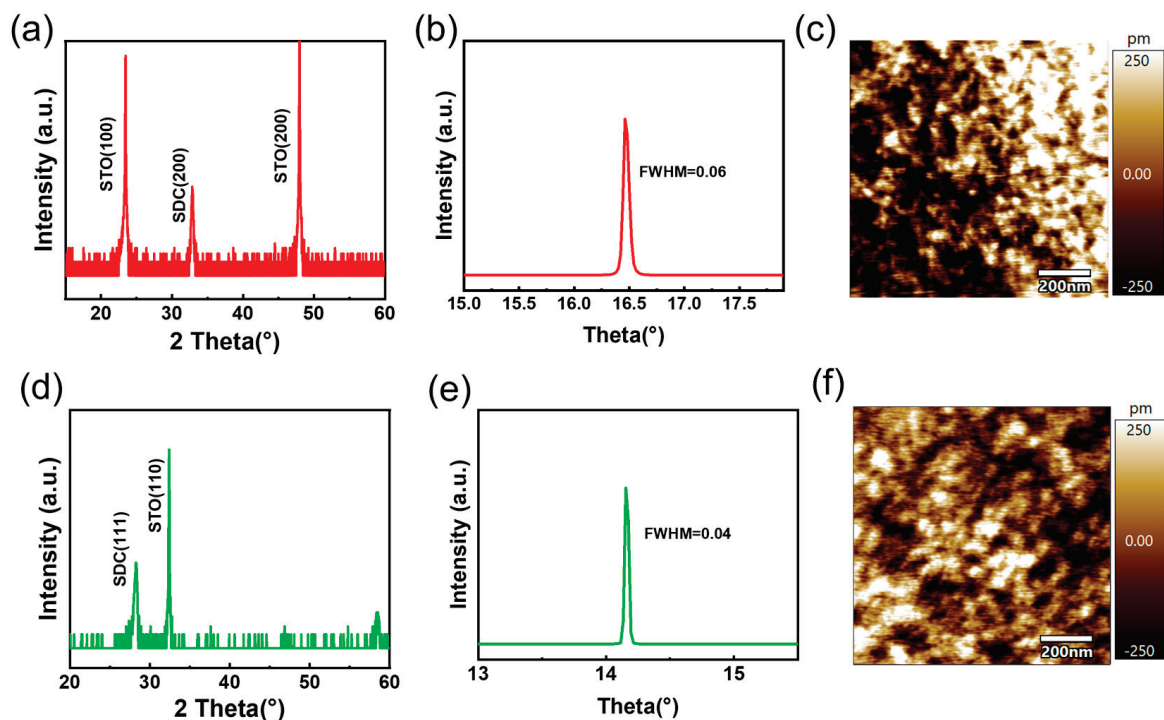 (a)
Intensity (a.u.)
STO(100)
SDC(200)
STO(200)
20 30 40 50 60
2 Theta(°)
(b)
Intensity (a.u.)
FWHM=0.06
15.0 15.5 16.0 16.5 17.0 17.5
Theta(°)
(c)
pm
250
0.00
-250
200nm
(d)
Intensity (a.u.)
SDC(111)
STO(110)
20 30 40 50 60
2 Theta(°)
(e)
Intensity (a.u.)
FWHM=0.04
13 14 15
Theta(°)
(f)
pm
250
0.00
-250
200nm